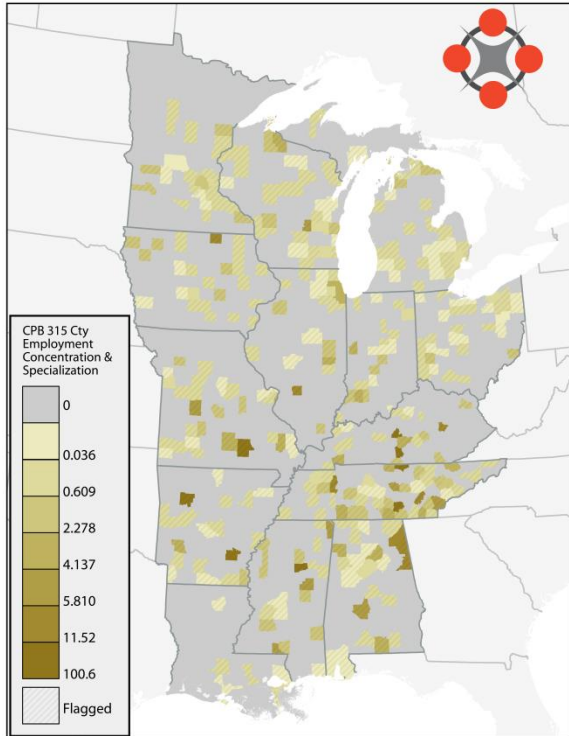 CPB 315 Cty
Employment
Concentration &
Specialization
0
0.036
0.609
2.278
4.137
5.810
11.52
100.6
Flagged